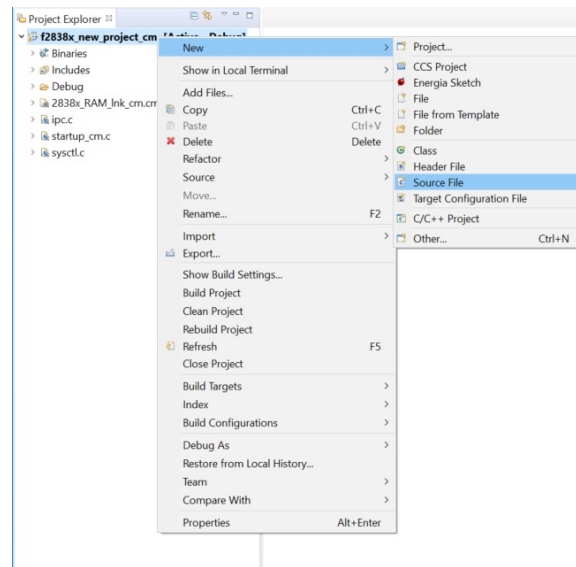 Project Explorer
f2838x_new_project_cm [Active - Debug]
Binaries
Includes
Debug
2838x_RAM_lnk_cm.cm
ipc.c
startup_cm.c
sysctl.c
New
Show in Local Terminal
Add Files...
Copy Ctrl+C
Paste Ctrl+V
Delete Delete
Refactor
Source
Move...
Rename... F2
Import
Export...
Show Build Settings...
Build Project
Clean Project
Rebuild Project
Refresh F5
Close Project
Build Targets
Index
Build Configurations
Debug As
Restore from Local History...
Team
Compare With
Properties Alt+Enter
Project...
CCS Project
Energia Sketch
File
File from Template
Folder
Class
Header File
Source File
Target Configuration File
C/C++ Project
Other... Ctrl+N